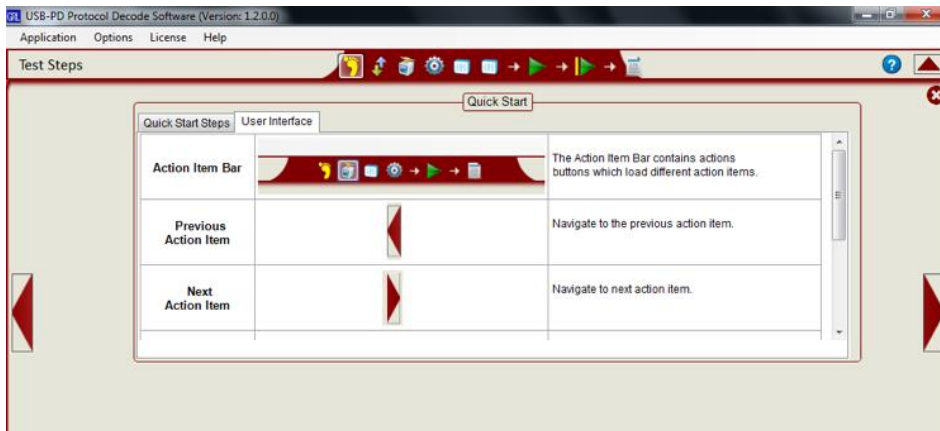 GRL USB-PD Protocol Decode Software (Version: 1.2.0.0)
Application Options License Help
Test Steps
Quick Start
Quick Start Steps User Interface
Action Item Bar
The Action Item Bar contains actions
buttons which load different action items.
Previous
Action Item
Navigate to the previous action item.
Next
Action Item
Navigate to next action item.